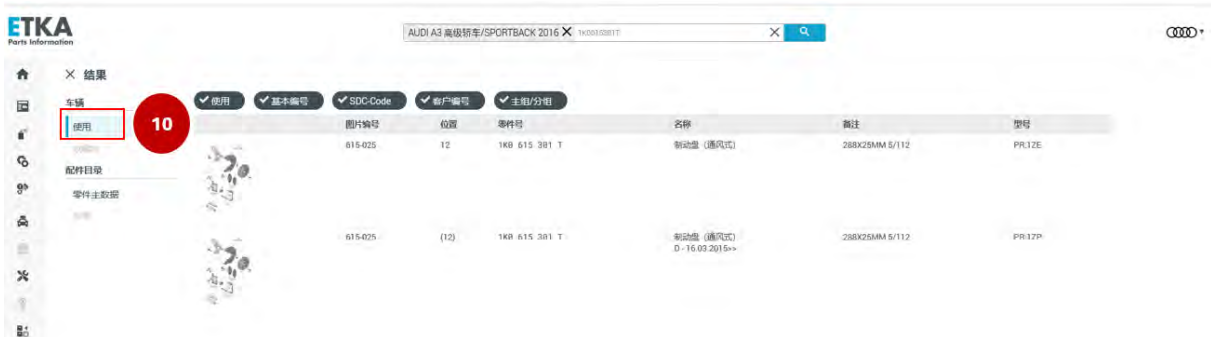 ETKA
Parts Information
AUDI A3 高级轿车/SPORTBACK 2016 1K0615301T
结果
车辆
使用
10
配件目录
零件主数据
使用 基本编号 SDC-Code 客户编号 主组/分组
图片编号 位置 零件号 名称 备注 型号
615-025 12 1K0 615 301 T 制动盘 (通风式) 288X25MM 5/112 PR:1ZE
615-025 (12) 1K0 615 301 T 制动盘 (通风式) 288X25MM 5/112 PR:1ZP
D - 16.03.2015>>